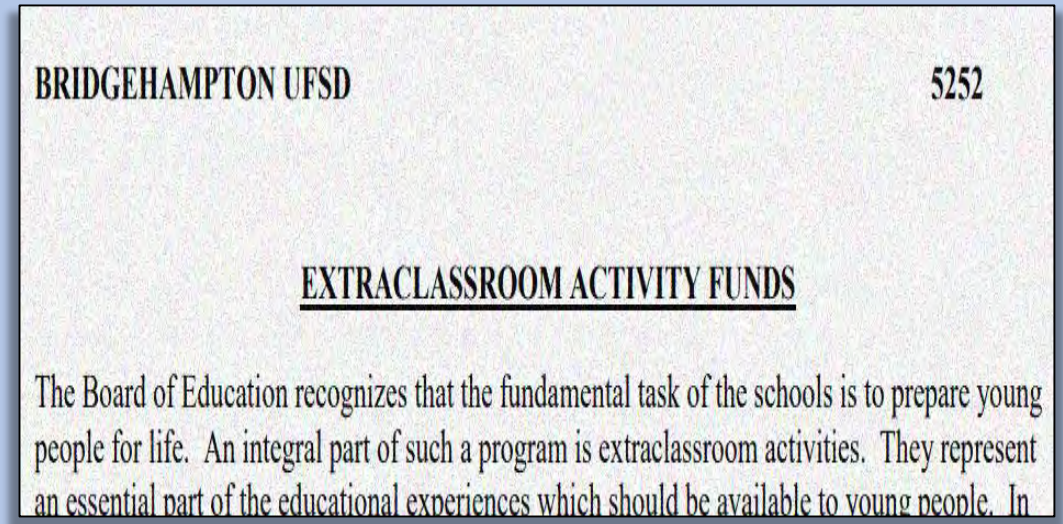 BRIDGEHAMPTON UFSD 5252
EXTRACLASSROOM ACTIVITY FUNDS
The Board of Education recognizes that the fundamental task of the schools is to prepare young
people for life. An integral part of such a program is extraclassroom activities. They represent
an essential part of the educational experiences which should be available to young people. In